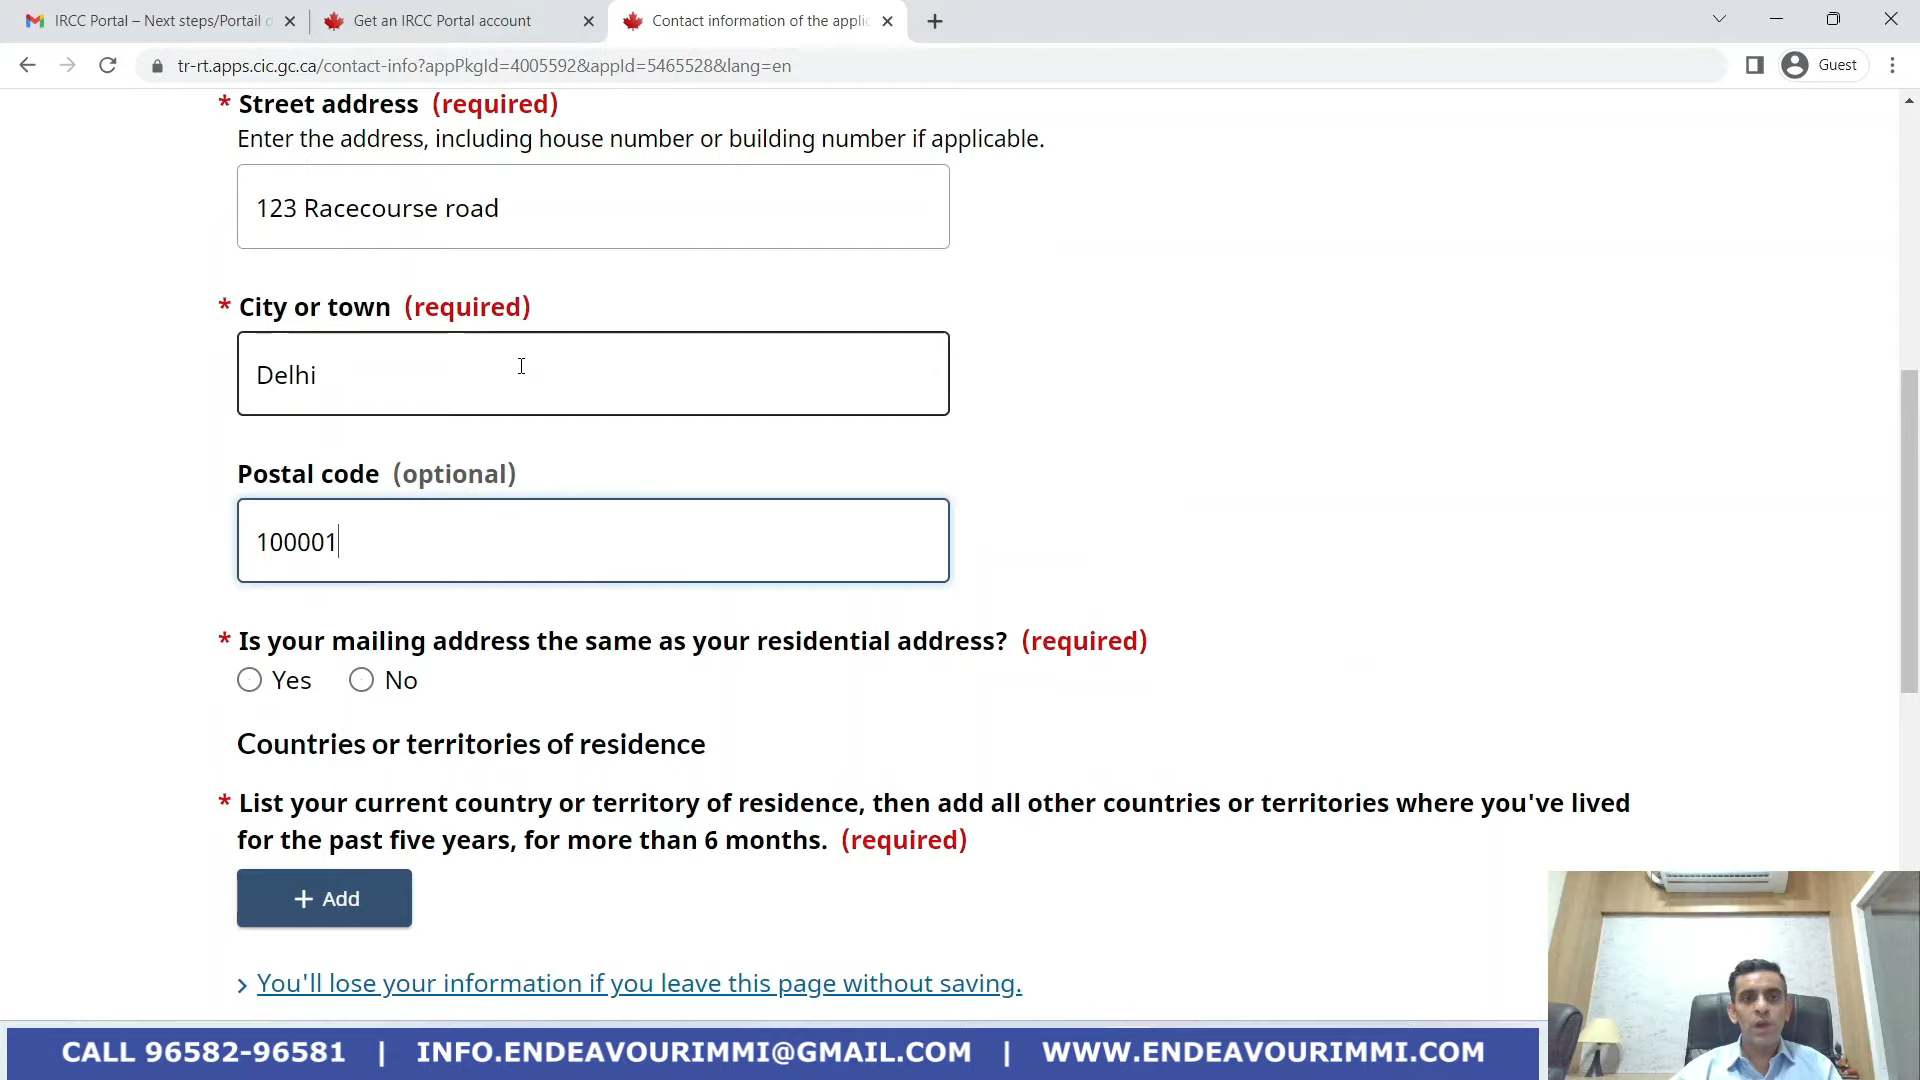 IRCC Portal – Next steps/Portail
Get an IRCC Portal account
Contact information of the applic
tr-rt.apps.cic.gc.ca/contact-info?appPkgId=4005592&appId=5465528&lang=en
Guest
* Street address (required)
Enter the address, including house number or building number if applicable.
123 Racecourse road
* City or town (required)
Delhi
Postal code (optional)
100001
* Is your mailing address the same as your residential address? (required)
Yes No
Countries or territories of residence
* List your current country or territory of residence, then add all other countries or territories where you've lived
for the past five years, for more than 6 months. (required)
+ Add
> You'll lose your information if you leave this page without saving.
CALL 96582-96581 | INFO.ENDEAVOURIMMI@GMAIL.COM | WWW.ENDEAVOURIMMI.COM